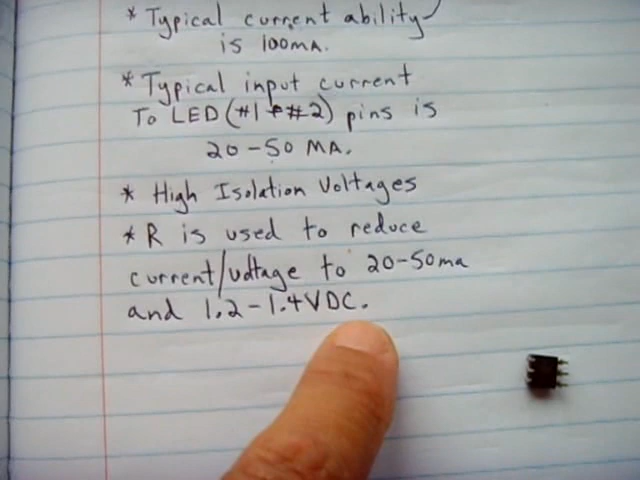 * Typical current ability
is 100mA.
* Typical input current
To LED (#1 + #2) pins is
20-50 MA.
* High Isolation Voltages
* R is used to reduce
current/voltage to 20-50ma
and 1.2-1.4VDC.